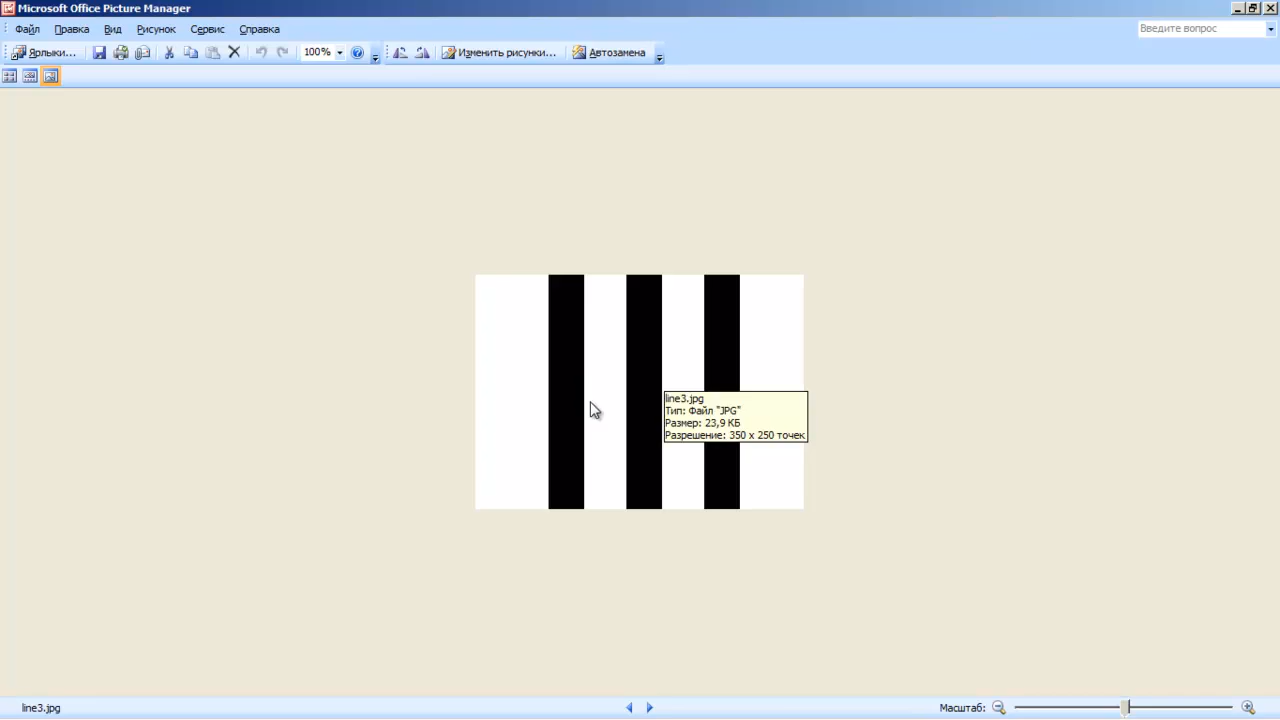 Microsoft Office Picture Manager
Файл Правка Вид Рисунок Сервис Справка Введите вопрос
Ярлыки... 100% Изменить рисунки... Автозамена
line3.jpg
Тип: Файл "JPG"
Размер: 23,9 КБ
Разрешение: 350 x 250 точек
line3.jpg Масштаб: